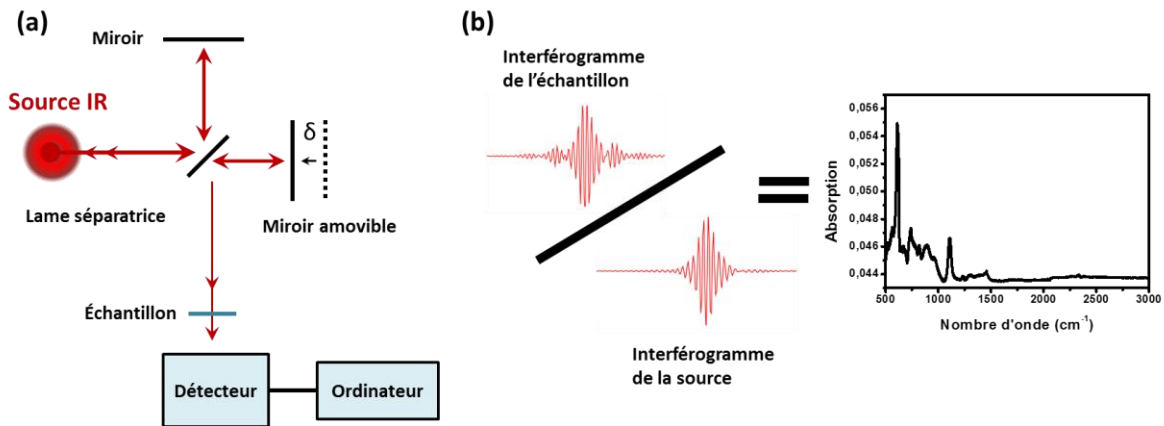 (a)
Miroir
Source IR
δ
Lame séparatrice
Miroir amovible
Échantillon
Détecteur
Ordinateur
(b)
Interférogramme
de l'échantillon
Interférogramme
de la source
Absorption
0,056
0,054
0,052
0,050
0,048
0,046
0,044
500
1000
1500
2000
2500
3000
Nombre d'onde (cm⁻¹)